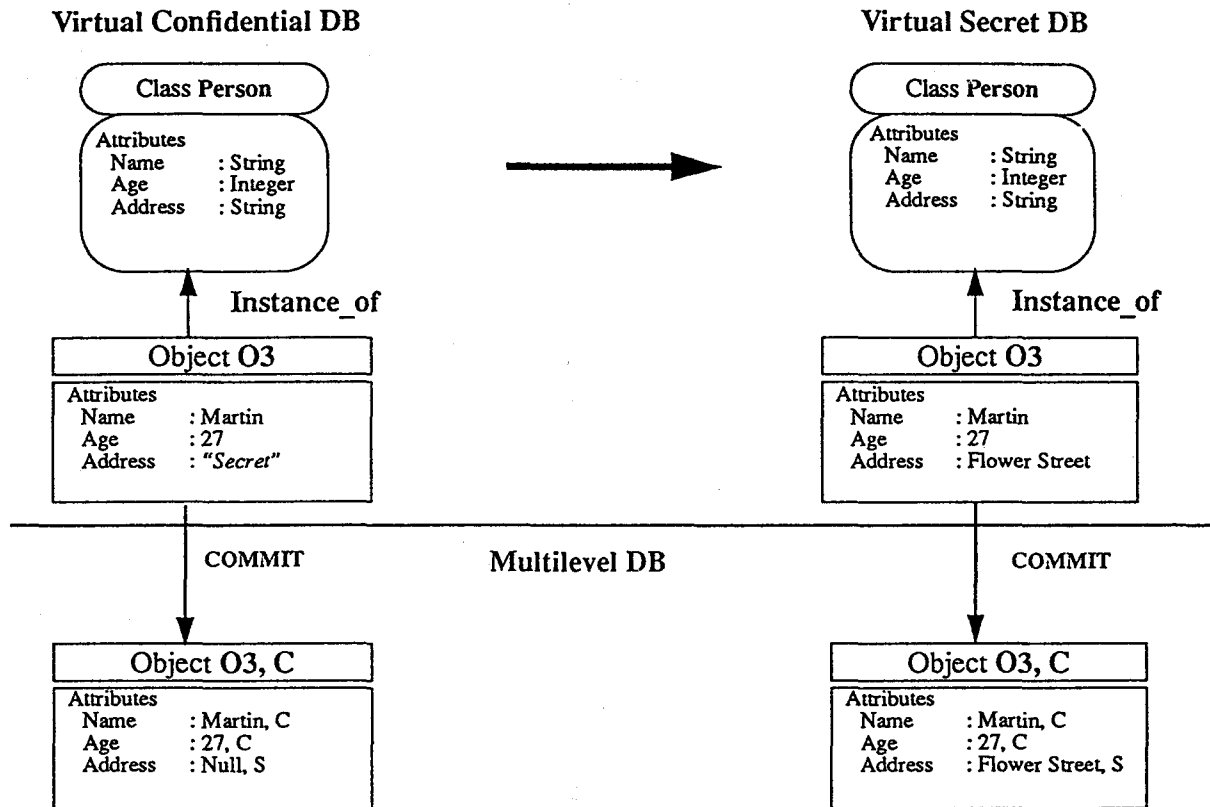 Virtual Confidential DB
Virtual Secret DB
Class Person
Attributes
Name : String
Age : Integer
Address : String
Class Person
Attributes
Name : String
Age : Integer
Address : String
Instance_of
Instance_of
Object O3
Attributes
Name : Martin
Age : 27
Address : "Secret"
Object O3
Attributes
Name : Martin
Age : 27
Address : Flower Street
COMMIT
Multilevel DB
COMMIT
Object O3, C
Attributes
Name : Martin, C
Age : 27, C
Address : Null, S
Object O3, C
Attributes
Name : Martin, C
Age : 27, C
Address : Flower Street, S